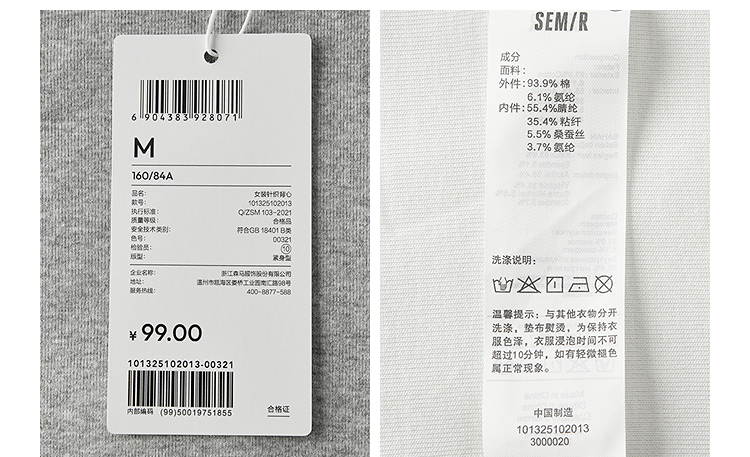 6 904383 928071
M
160/84A
品名: 女装针织背心
款号: 101325102013
执行标准: Q/ZSM 103-2021
质量等级: 合格品
安全技术类别: 符合GB 18401 B类
色号: 00321
检验员: 10
版型: 紧身型
企业名称: 浙江森马服饰股份有限公司
地址: 温州市瓯海区娄桥工业园南汇路98号
服务热线: 400-8877-588
¥ 99.00
101325102013-00321
内部编码 (99)50019751855 合格证
SEM/R
成分
面料:
外件: 93.9% 棉
6.1% 氨纶
内件: 55.4% 腈纶
35.4% 粘纤
5.5% 桑蚕丝
3.7% 氨纶
洗涤说明:
温馨提示: 与其他衣物分开
洗涤，垫布熨烫，为保持衣
服色泽，衣服浸泡时间不可
超过10分钟，如有轻微褪色
属正常现象。
中国制造
101325102013
3000020